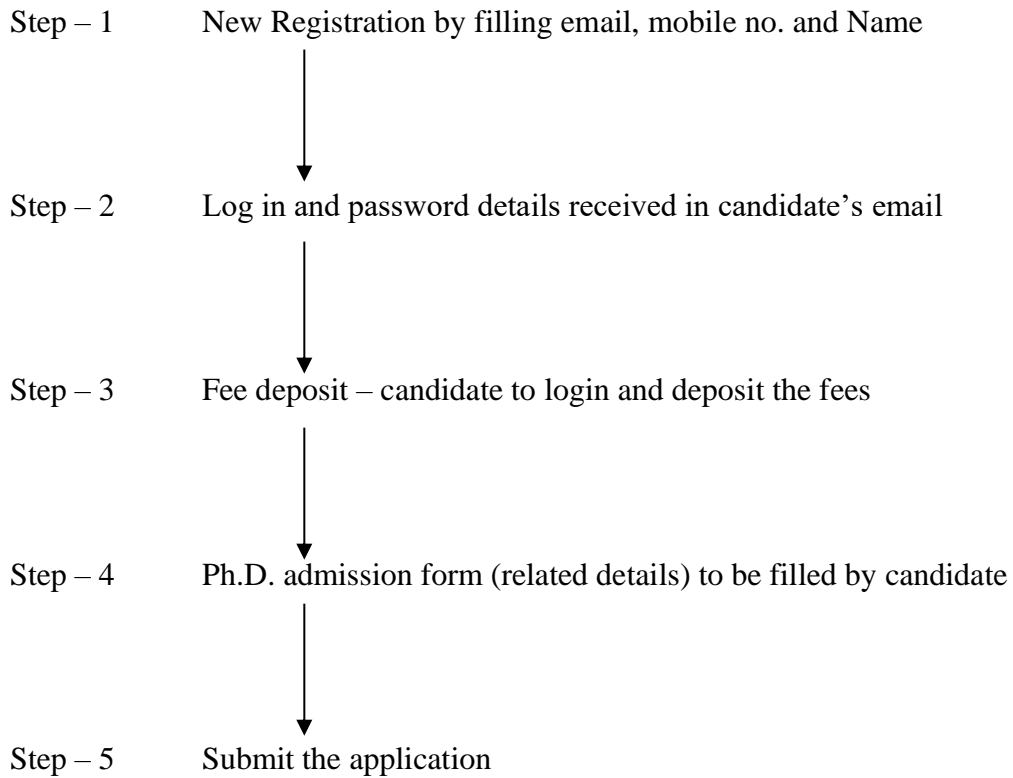 Step – 1 New Registration by filling email, mobile no. and Name
Step – 2 Log in and password details received in candidate’s email
Step – 3 Fee deposit – candidate to login and deposit the fees
Step – 4 Ph.D. admission form (related details) to be filled by candidate
Step – 5 Submit the application